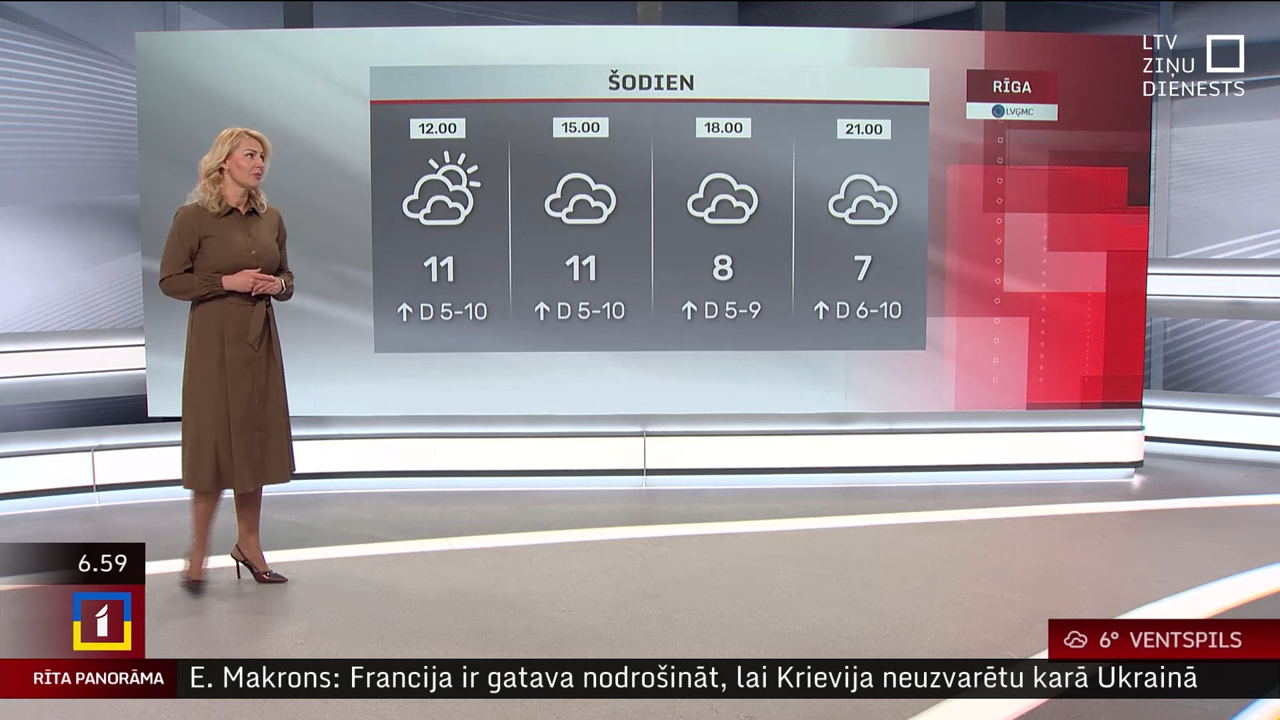 LTV
ZIŅU
DIENESTS
ŠODIEN
RĪGA
LVĢMC
12.00 15.00 18.00 21.00
11 11 8 7
↑ D 5-10 ↑ D 5-10 ↑ D 5-9 ↑ D 6-10
6.59
1
6° VENTSPILS
RĪTA PANORĀMA
E. Makrons: Francija ir gatava nodrošināt, lai Krievija neuzvarētu karā Ukrainā